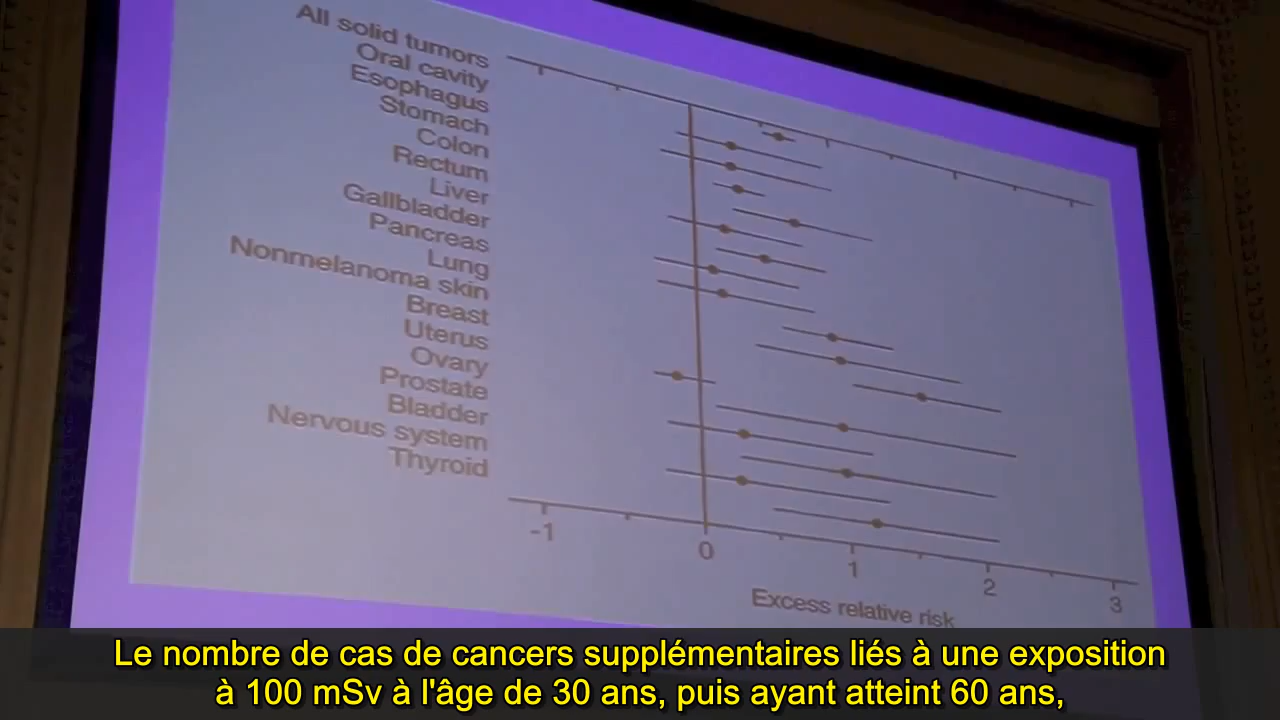 All solid tumors
Oral cavity
Esophagus
Stomach
Colon
Rectum
Liver
Gallbladder
Pancreas
Lung
Nonmelanoma skin
Breast
Uterus
Ovary
Prostate
Bladder
Nervous system
Thyroid
-1 0 1 2 3
Excess relative risk
Le nombre de cas de cancers supplémentaires liés à une exposition
à 100 mSv à l'âge de 30 ans, puis ayant atteint 60 ans,